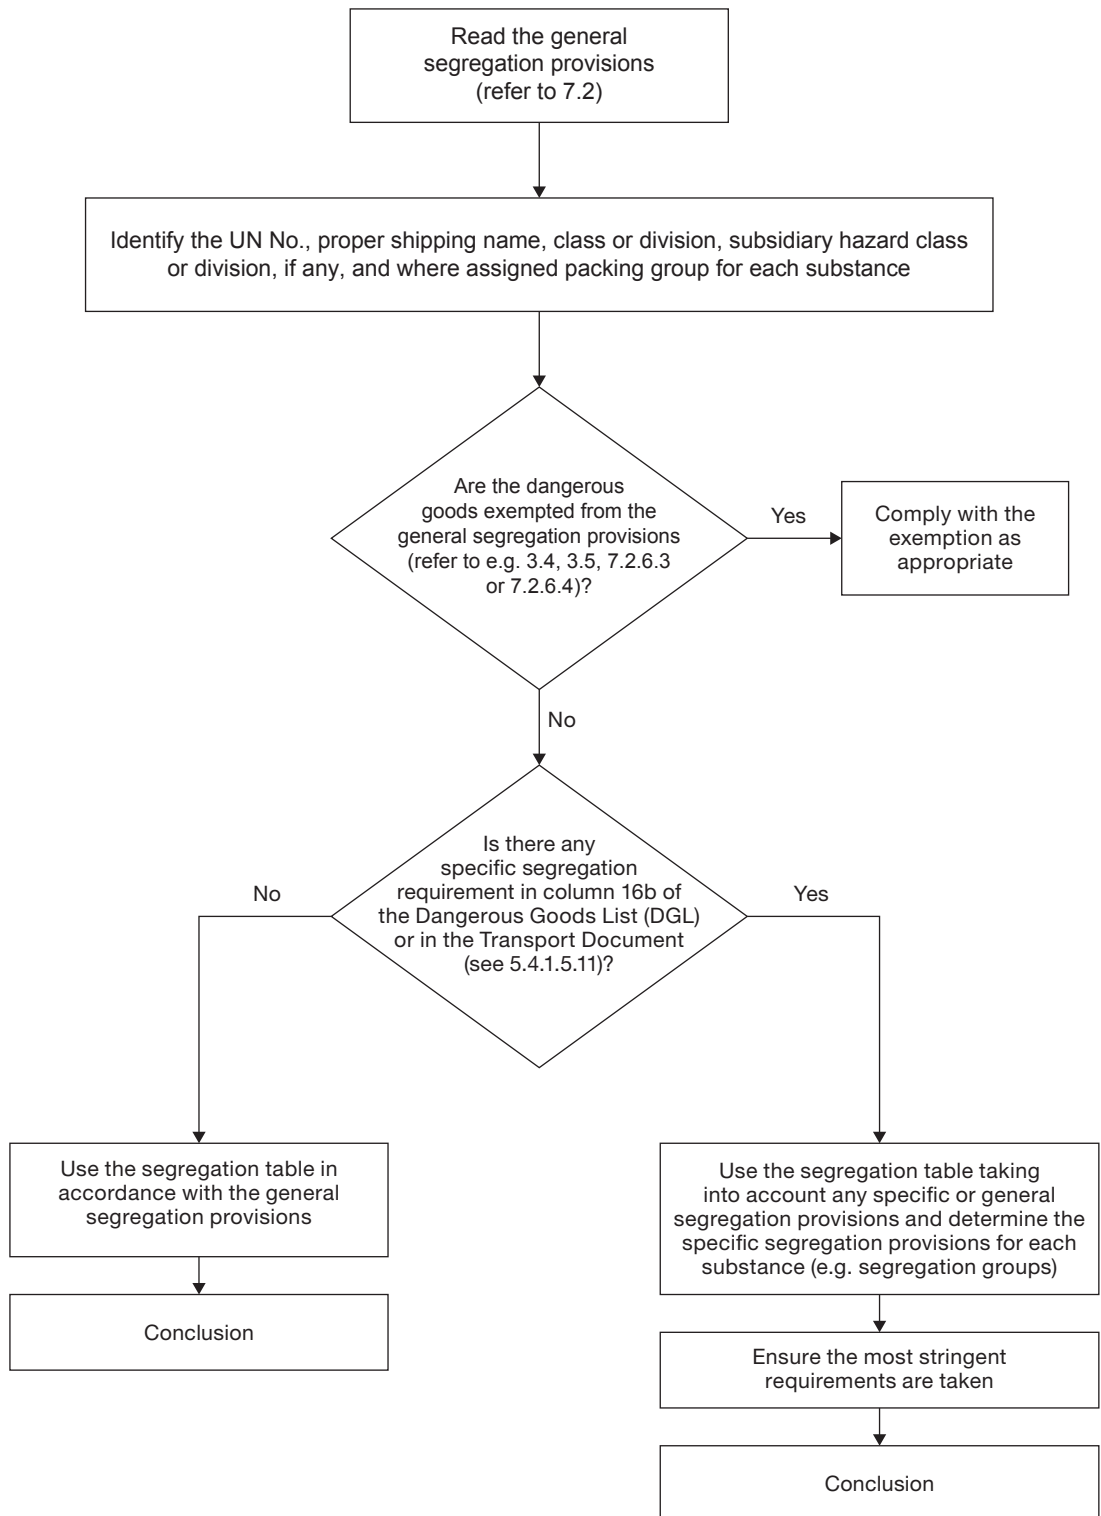 Read the general
segregation provisions
(refer to 7.2)
Identify the UN No., proper shipping name, class or division, subsidiary hazard class
or division, if any, and where assigned packing group for each substance
Are the dangerous
goods exempted from the
general segregation provisions
(refer to e.g. 3.4, 3.5, 7.2.6.3
or 7.2.6.4)?
Yes
Comply with the
exemption as
appropriate
No
Is there any
specific segregation
requirement in column 16b of
the Dangerous Goods List (DGL)
or in the Transport Document
(see 5.4.1.5.11)?
No
Yes
Use the segregation table in
accordance with the general
segregation provisions
Conclusion
Use the segregation table taking
into account any specific or general
segregation provisions and determine the
specific segregation provisions for each
substance (e.g. segregation groups)
Ensure the most stringent
requirements are taken
Conclusion